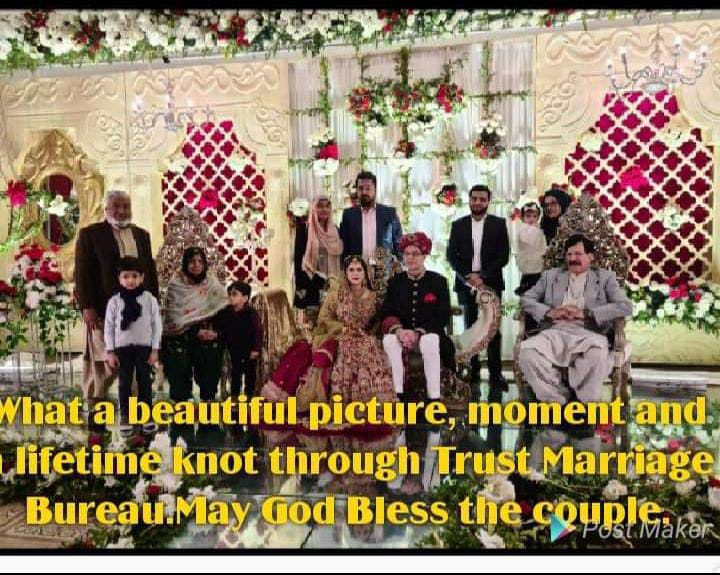 What a beautiful picture, moment and
lifetime knot through Trust Marriage
Bureau.May God Bless the couple.
Post Maker